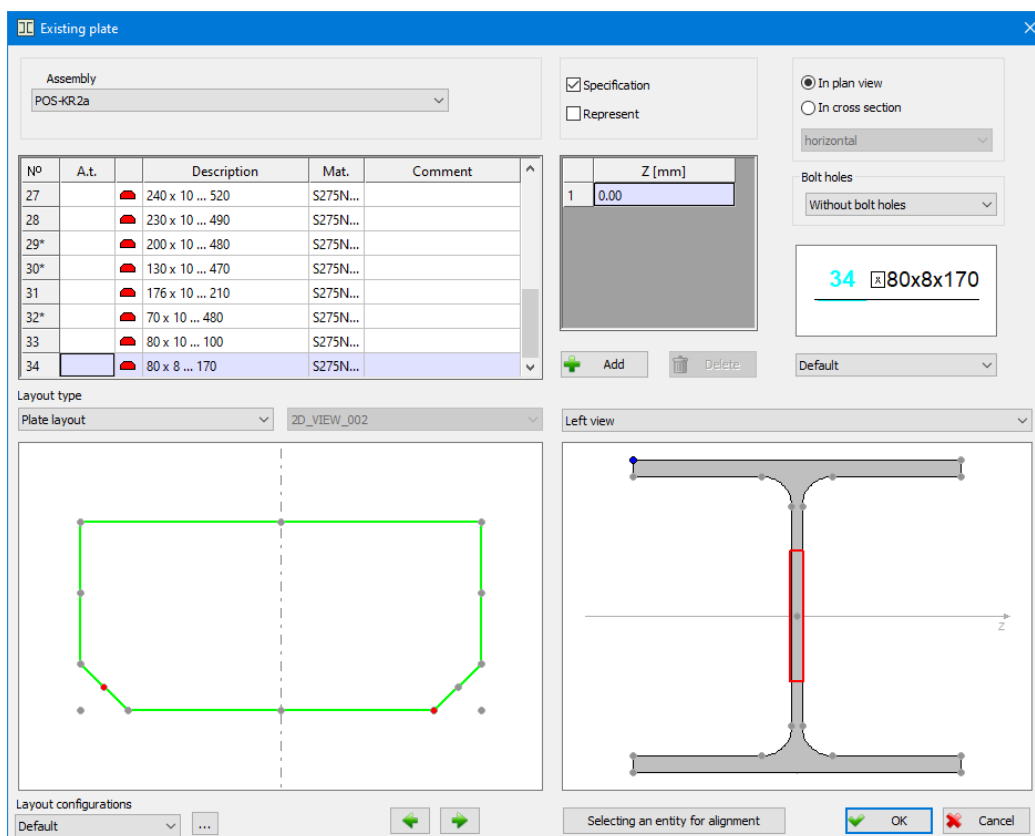 Existing plate
Assembly
POS-KR2a
Specification
Represent
In plan view
In cross section
horizontal
Nº A.t. Description Mat. Comment
27 240 x 10 ... 520 S275N...
28 230 x 10 ... 490 S275N...
29* 200 x 10 ... 480 S275N...
30* 130 x 10 ... 470 S275N...
31 176 x 10 ... 210 S275N...
32* 70 x 10 ... 480 S275N...
33 80 x 10 ... 100 S275N...
34 80 x 8 ... 170 S275N...
Z [mm]
1 0.00
Add Delete
Bolt holes
Without bolt holes
34 80x8x170
Default
Layout type
Plate layout 2D_VIEW_002
Left view
z
Layout configurations
Default ...
Selecting an entity for alignment OK Cancel